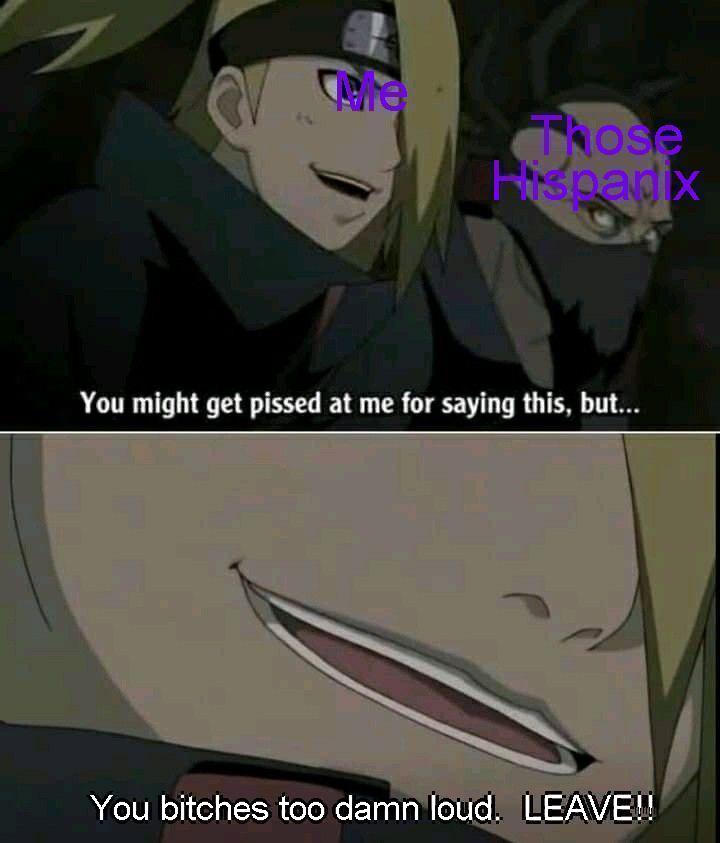 Me
Those
Hispanix
You might get pissed at me for saying this, but...
You bitches too damn loud. LEAVE!!